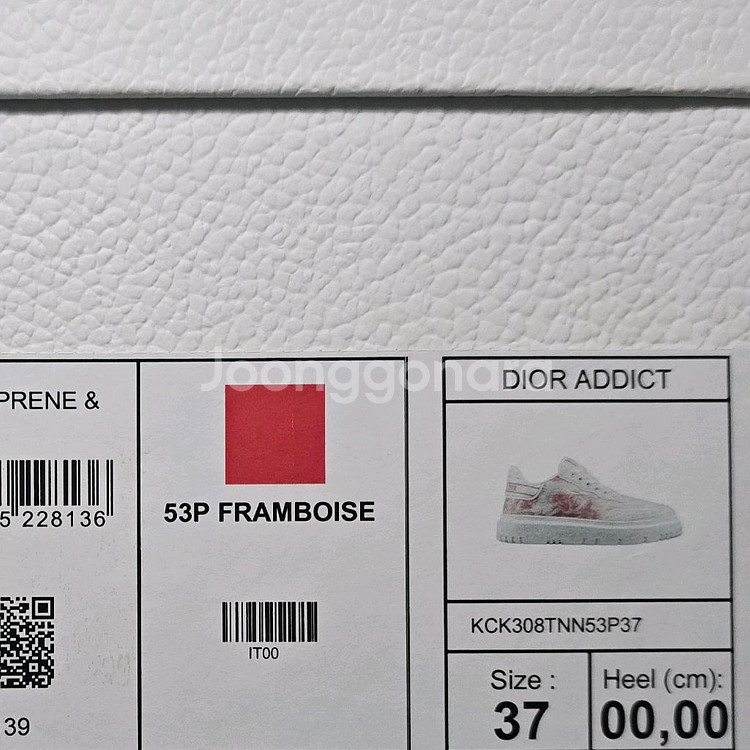 Joonggonara
PRENE &
5 228136
39
53P FRAMBOISE
IT00
DIOR ADDICT
KCK308TNN53P37
Size :
37
Heel (cm):
00,00